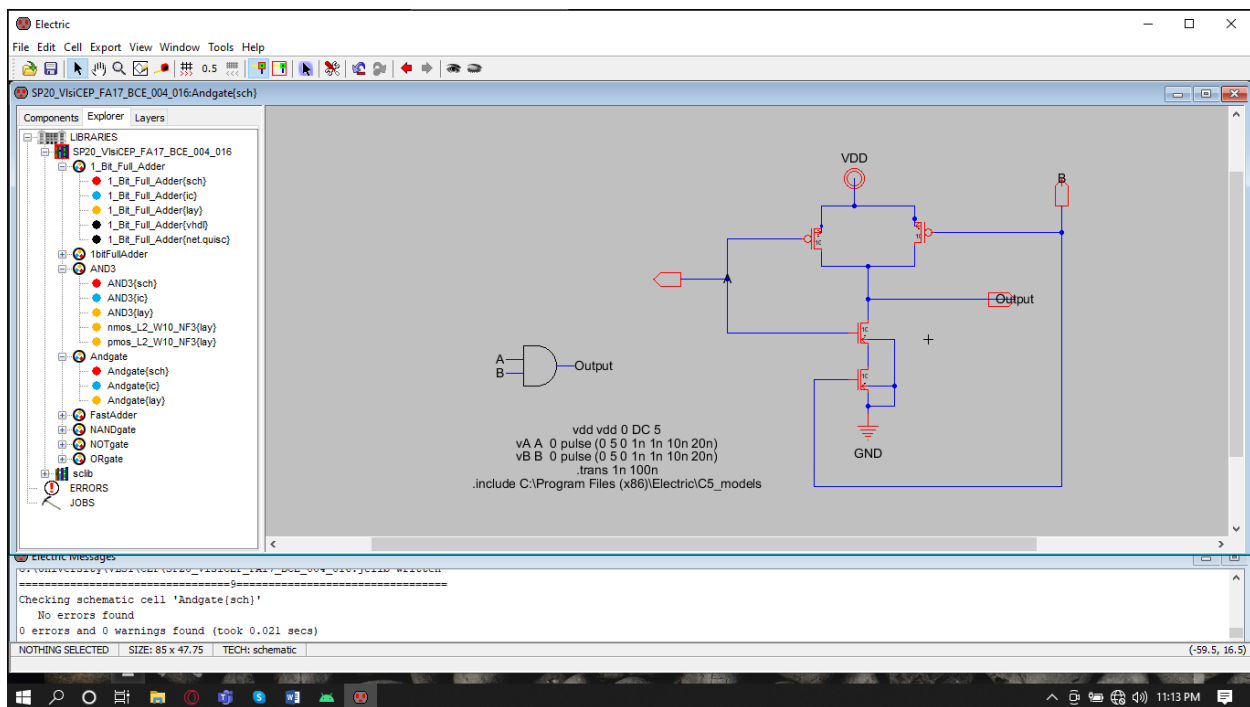 Electric
File Edit Cell Export View Window Tools Help
0.5
SP20_VlsiCEP_FA17_BCE_004_016:Andgate{sch}
Components Explorer Layers
LIBRARIES
SP20_VlsiCEP_FA17_BCE_004_016
1_Bit_Full_Adder
1_Bit_Full_Adder{sch}
1_Bit_Full_Adder{ic}
1_Bit_Full_Adder{lay}
1_Bit_Full_Adder{vhdl}
1_Bit_Full_Adder{net.quisc}
1bitFullAdder
AND3
AND3{sch}
AND3{ic}
AND3{lay}
nmos_L2_W10_NF3{lay}
pmos_L2_W10_NF3{lay}
Andgate
Andgate{sch}
Andgate{ic}
Andgate{lay}
FastAdder
NANDgate
NOTgate
ORgate
sclib
ERRORS
JOBS
VDD
B
A
Output
A
B
Output
GND
vdd vdd 0 DC 5
vA A 0 pulse (0 5 0 1n 1n 10n 20n)
vB B 0 pulse (0 5 0 1n 1n 10n 20n)
.trans 1n 100n
.include C:\Program Files (x86)\Electric\C5_models
Electric Messages
=================================9=================================
Checking schematic cell 'Andgate{sch}'
No errors found
0 errors and 0 warnings found (took 0.021 secs)
NOTHING SELECTED SIZE: 85 x 47.75 TECH: schematic (-59.5, 16.5)
11:13 PM